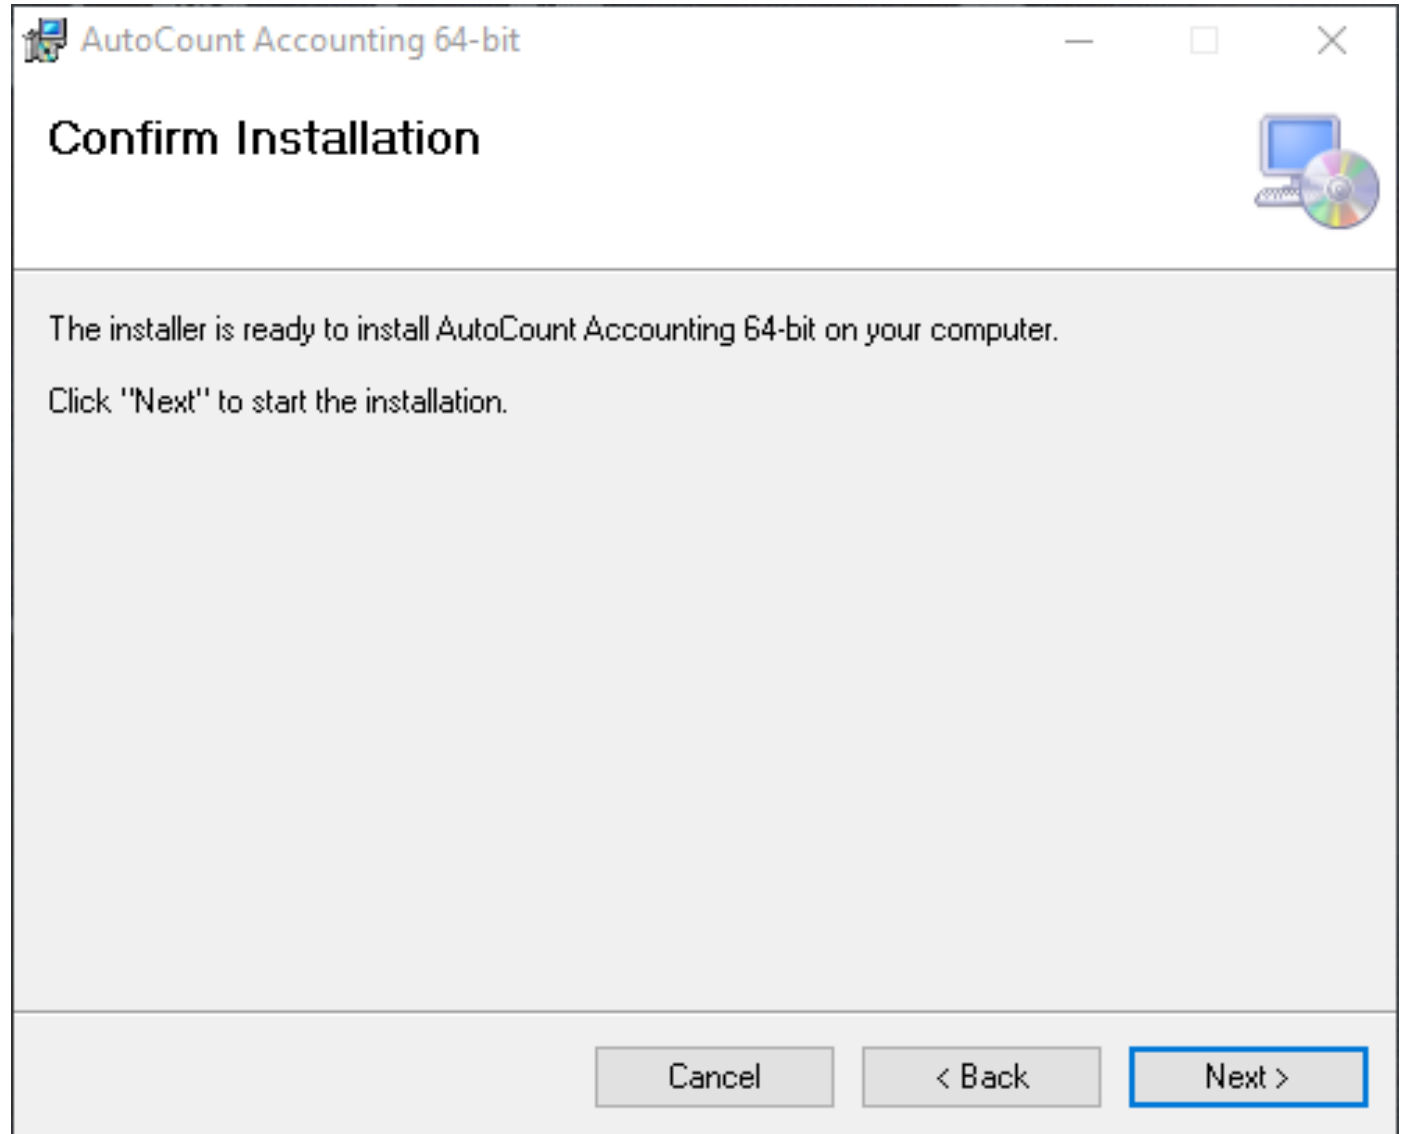 AutoCount Accounting 64-bit
Confirm Installation
The installer is ready to install AutoCount Accounting 64-bit on your computer.
Click "Next" to start the installation.
Cancel
< Back
Next >